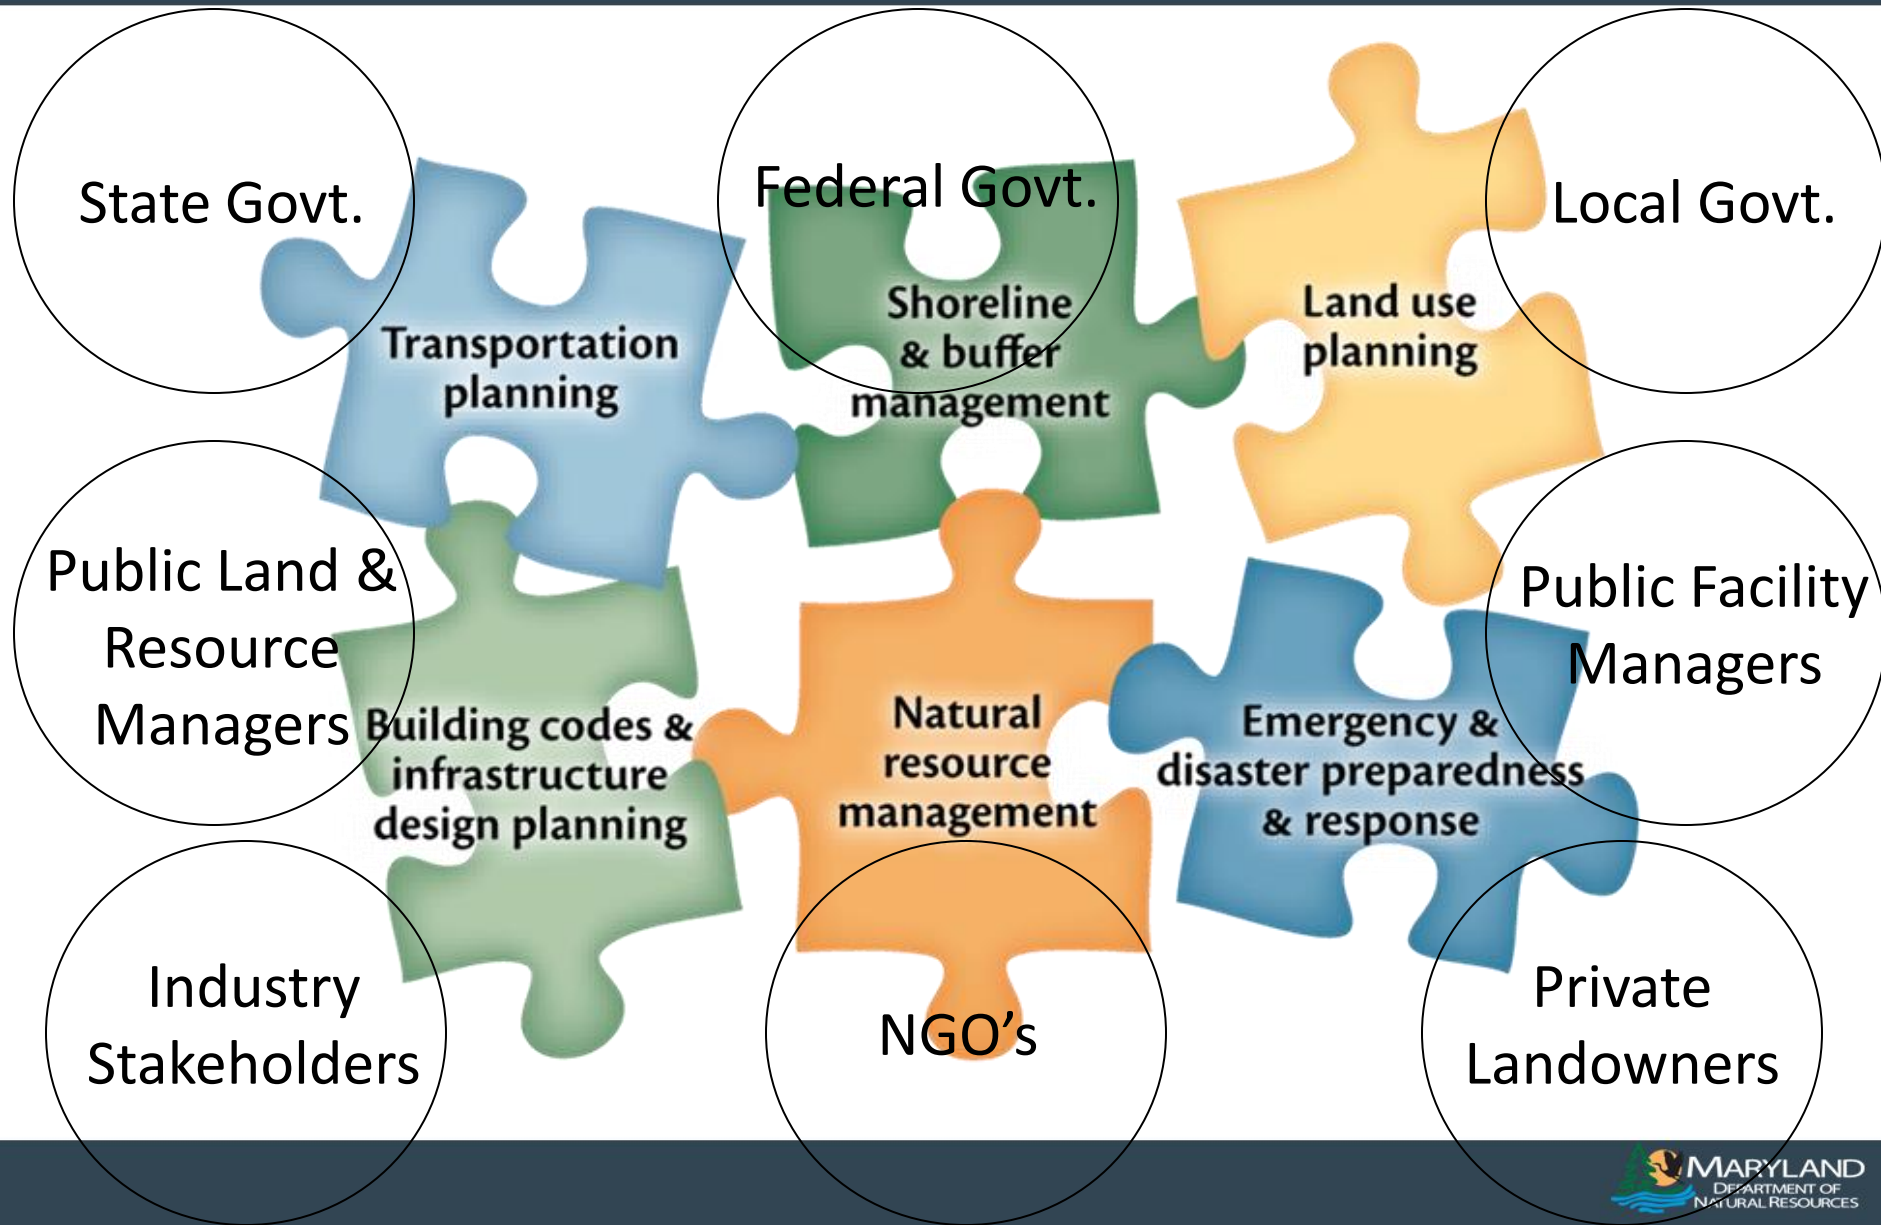 State Govt.
Federal Govt.
Local Govt.
Transportation
planning
Shoreline
& buffer
management
Land use
planning
Public Land &
Resource
Managers
Public Facility
Managers
Building codes &
infrastructure
design planning
Natural
resource
management
Emergency &
disaster preparedness
& response
Industry
Stakeholders
NGO’s
Private
Landowners
MARYLAND
DEPARTMENT OF
NATURAL RESOURCES